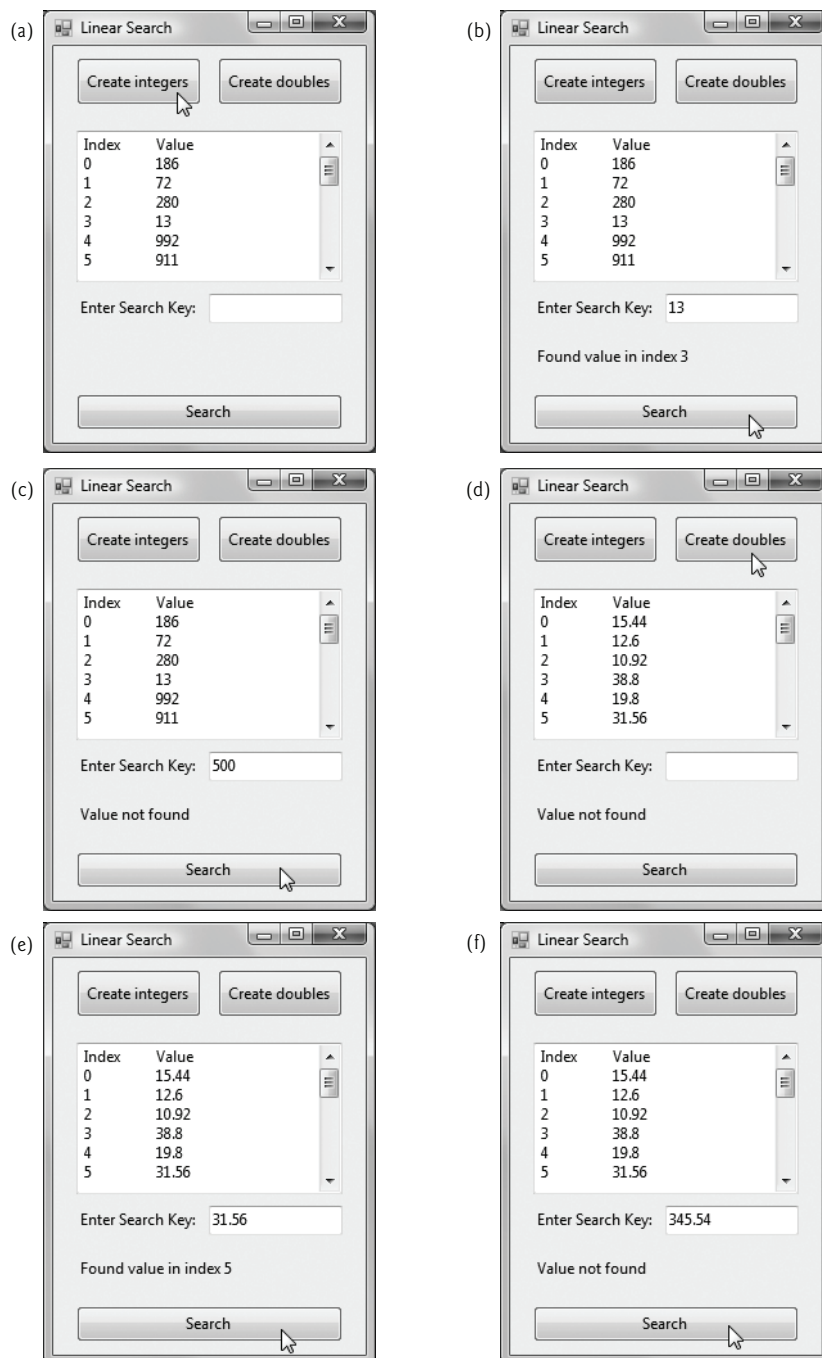 (a)
Linear Search
Create integers Create doubles
Index Value
0 186
1 72
2 280
3 13
4 992
5 911
Enter Search Key:
Search
(b)
Linear Search
Create integers Create doubles
Index Value
0 186
1 72
2 280
3 13
4 992
5 911
Enter Search Key: 13
Found value in index 3
Search
(c)
Linear Search
Create integers Create doubles
Index Value
0 186
1 72
2 280
3 13
4 992
5 911
Enter Search Key: 500
Value not found
Search
(d)
Linear Search
Create integers Create doubles
Index Value
0 15.44
1 12.6
2 10.92
3 38.8
4 19.8
5 31.56
Enter Search Key:
Value not found
Search
(e)
Linear Search
Create integers Create doubles
Index Value
0 15.44
1 12.6
2 10.92
3 38.8
4 19.8
5 31.56
Enter Search Key: 31.56
Found value in index 5
Search
(f)
Linear Search
Create integers Create doubles
Index Value
0 15.44
1 12.6
2 10.92
3 38.8
4 19.8
5 31.56
Enter Search Key: 345.54
Value not found
Search